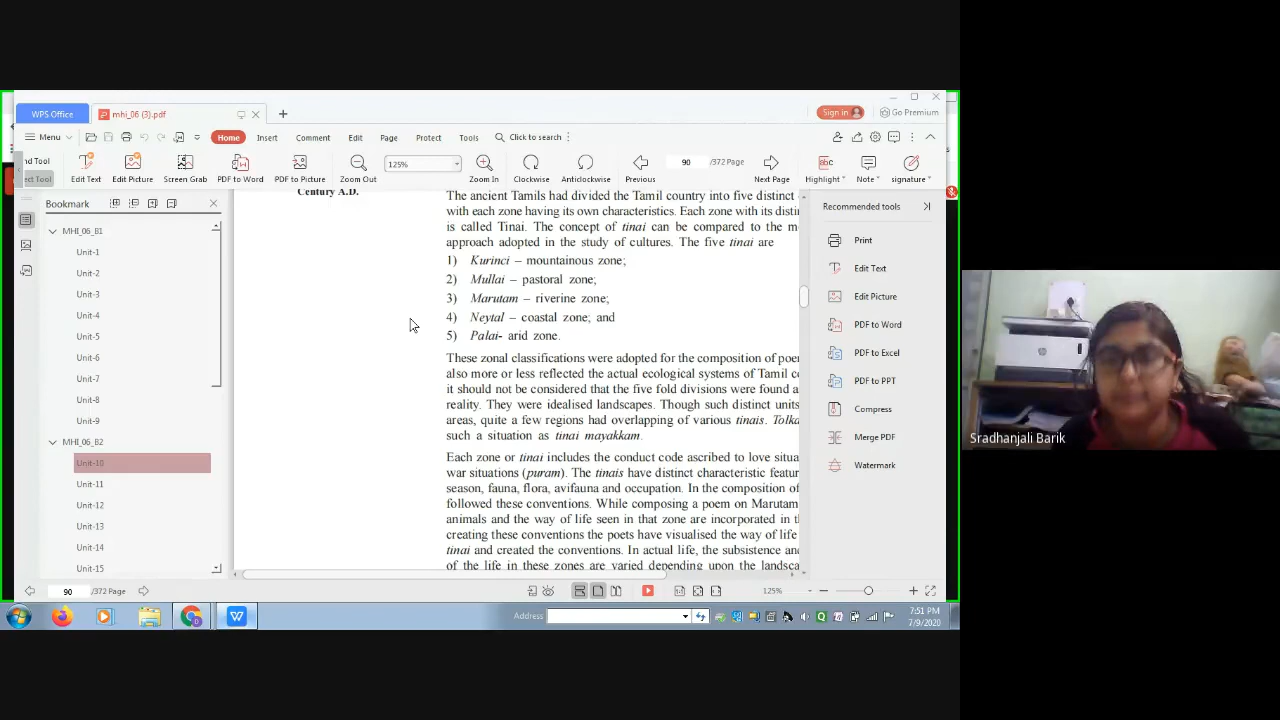 WPS Office
mhi_06 (3).pdf
Sign in
Go Premium
Menu
Home
Insert
Comment
Edit
Page
Protect
Tools
Click to search
nd Tool
ect Tool
Edit Text
Edit Picture
Screen Grab
PDF to Word
PDF to Picture
Zoom Out
125%
Zoom In
Clockwise
Anticlockwise
Previous
90
/372 Page
Next Page
Highlight
Note
signature
Bookmark
MHI_06_B1
Unit-1
Unit-2
Unit-3
Unit-4
Unit-5
Unit-6
Unit-7
Unit-8
Unit-9
MHI_06_B2
Unit-10
Unit-11
Unit-12
Unit-13
Unit-14
Unit-15
Century A.D.
The ancient Tamils had divided the Tamil country into five distinct
with each zone having its own characteristics. Each zone with its disti
is called Tinai. The concept of tinai can be compared to the m
approach adopted in the study of cultures. The five tinai are
1) Kurinci – mountainous zone;
2) Mullai – pastoral zone;
3) Marutam – riverine zone;
4) Neytal – coastal zone; and
5) Palai- arid zone.
These zonal classifications were adopted for the composition of poe
also more or less reflected the actual ecological systems of Tamil c
it should not be considered that the five fold divisions were found a
reality. They were idealised landscapes. Though such distinct units
areas, quite a few regions had overlapping of various tinais. Tolka
such a situation as tinai mayakkam.
Each zone or tinai includes the conduct code ascribed to love situa
war situations (puram). The tinais have distinct characteristic featur
season, fauna, flora, avifauna and occupation. In the composition of
followed these conventions. While composing a poem on Marutam
animals and the way of life seen in that zone are incorporated in t
creating these conventions the poets have visualised the way of life
tinai and created the conventions. In actual life, the subsistence an
of the life in these zones are varied depending upon the landsca
Recommended tools
Print
Edit Text
Edit Picture
PDF to Word
PDF to Excel
PDF to PPT
Compress
Merge PDF
Watermark
90
/372 Page
125%
Address
7:51 PM
7/9/2020
Sradhanjali Barik